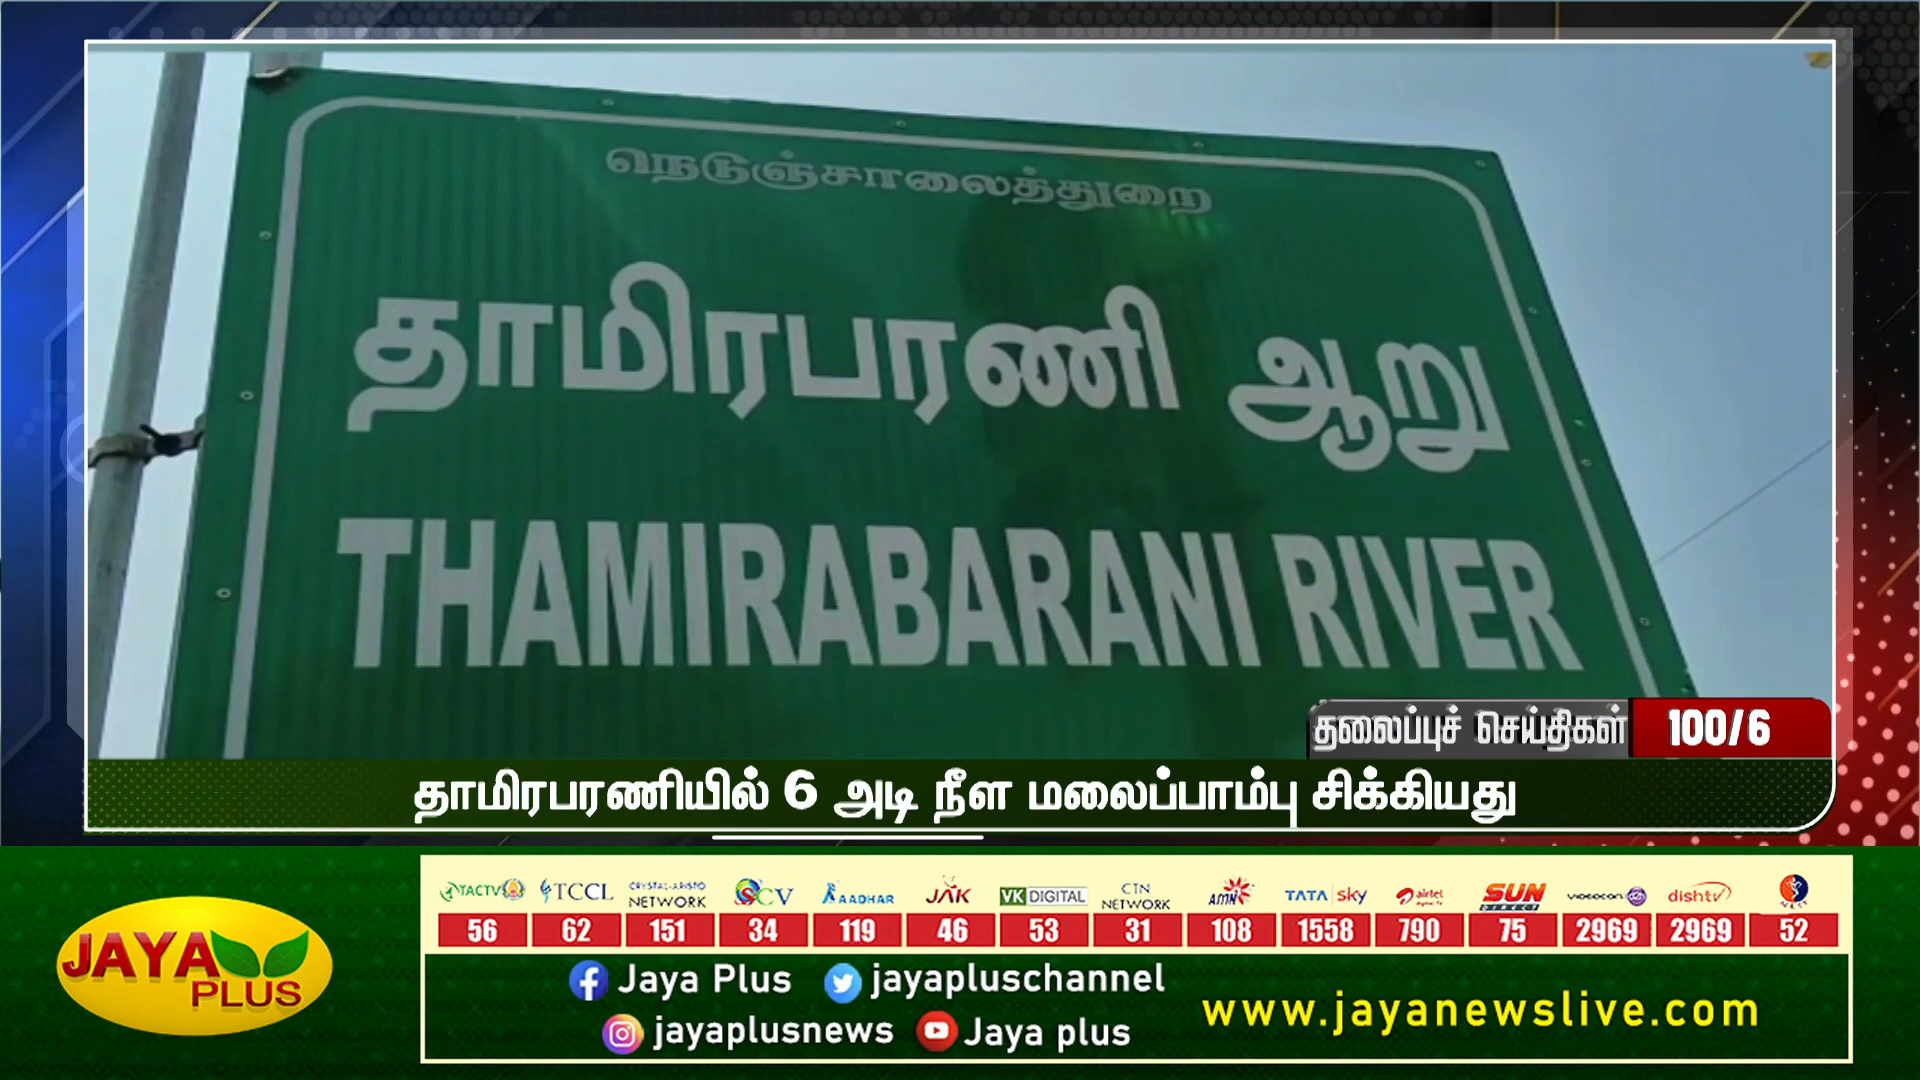 நெடுஞ்சாலைத்துறை
தாமிரபரணி ஆறு
THAMIRABARANI RIVER
தலைப்புச் செய்திகள் 100/6
தாமிரபரணியில் 6 அடி நீள மலைப்பாம்பு சிக்கியது
JAYA PLUS
TACTV TCCL CRYSTAL-ARISTO NETWORK SCV AADHAR JAK VK DIGITAL CTN NETWORK AMN TATA sky airtel SUN DIRECT videocon dishtv
56 62 151 34 119 46 53 31 108 1558 790 75 2969 2969 52
Jaya Plus jayapluschannel
jayaplusnews Jaya plus
www.jayanewslive.com